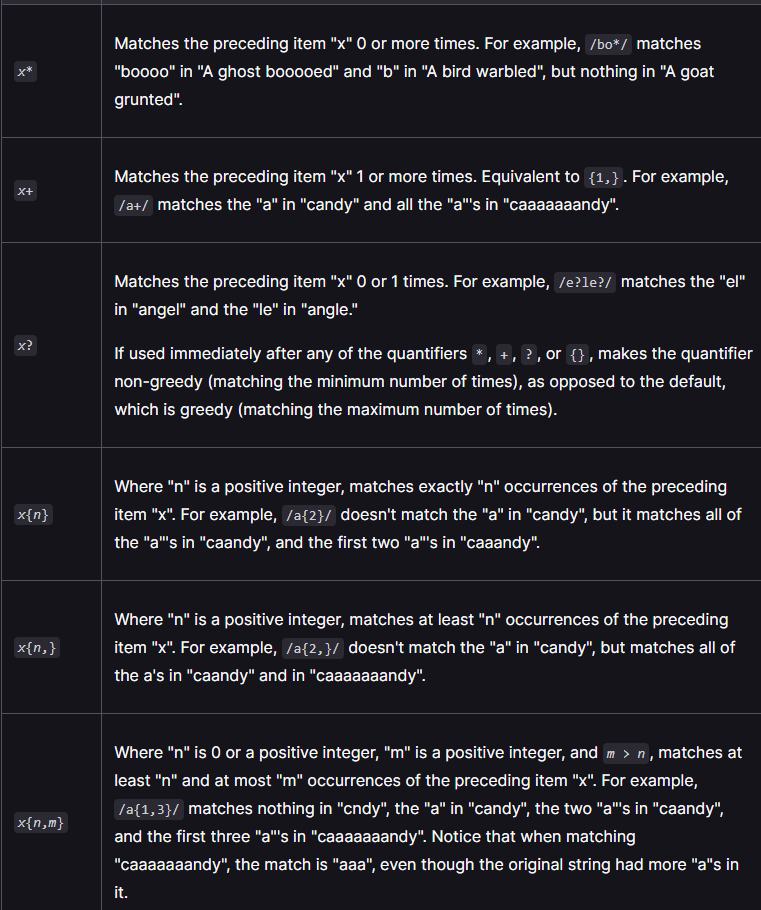 x*
Matches the preceding item "x" 0 or more times. For example, /bo*/ matches
"boooo" in "A ghost booooed" and "b" in "A bird warbled", but nothing in "A goat
grunted".
x+
Matches the preceding item "x" 1 or more times. Equivalent to {1,}. For example,
/a+/ matches the "a" in "candy" and all the "a"'s in "caaaaaaandy".
x?
Matches the preceding item "x" 0 or 1 times. For example, /e?le?/ matches the "el"
in "angel" and the "le" in "angle."
If used immediately after any of the quantifiers *, +, ?, or {}, makes the quantifier
non-greedy (matching the minimum number of times), as opposed to the default,
which is greedy (matching the maximum number of times).
x{n}
Where "n" is a positive integer, matches exactly "n" occurrences of the preceding
item "x". For example, /a{2}/ doesn't match the "a" in "candy", but it matches all of
the "a"'s in "caandy", and the first two "a"'s in "caaandy".
x{n,}
Where "n" is a positive integer, matches at least "n" occurrences of the preceding
item "x". For example, /a{2,}/ doesn't match the "a" in "candy", but matches all of
the a's in "caandy" and in "caaaaaaandy".
x{n,m}
Where "n" is 0 or a positive integer, "m" is a positive integer, and m > n, matches at
least "n" and at most "m" occurrences of the preceding item "x". For example,
/a{1,3}/ matches nothing in "cndy", the "a" in "candy", the two "a"'s in "caandy",
and the first three "a"'s in "caaaaaaandy". Notice that when matching
"caaaaaaandy", the match is "aaa", even though the original string had more "a"s in
it.